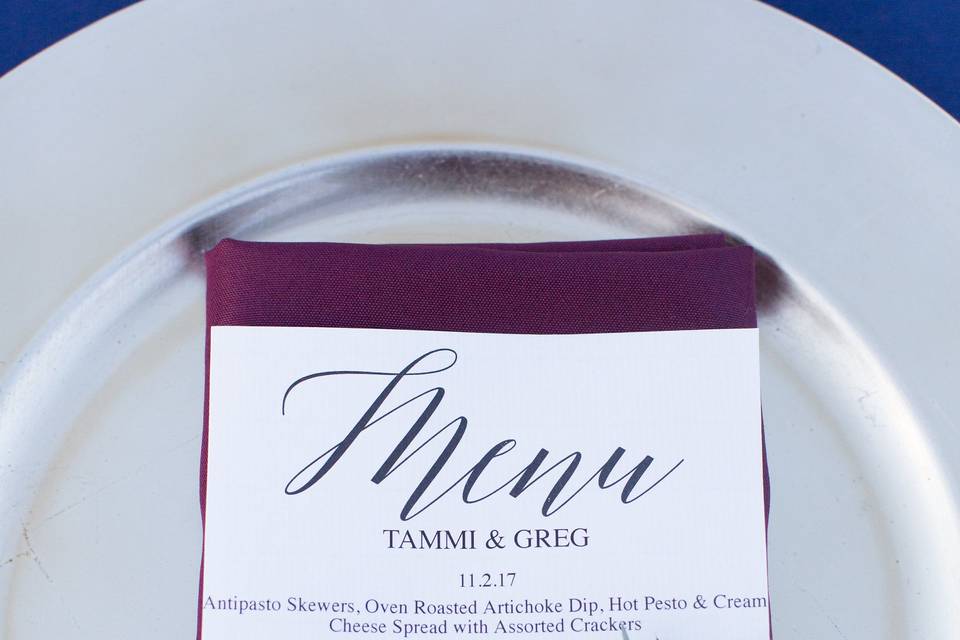 Menu
TAMMI & GREG
11.2.17
Antipasto Skewers, Oven Roasted Artichoke Dip, Hot Pesto & Cream
Cheese Spread with Assorted Crackers